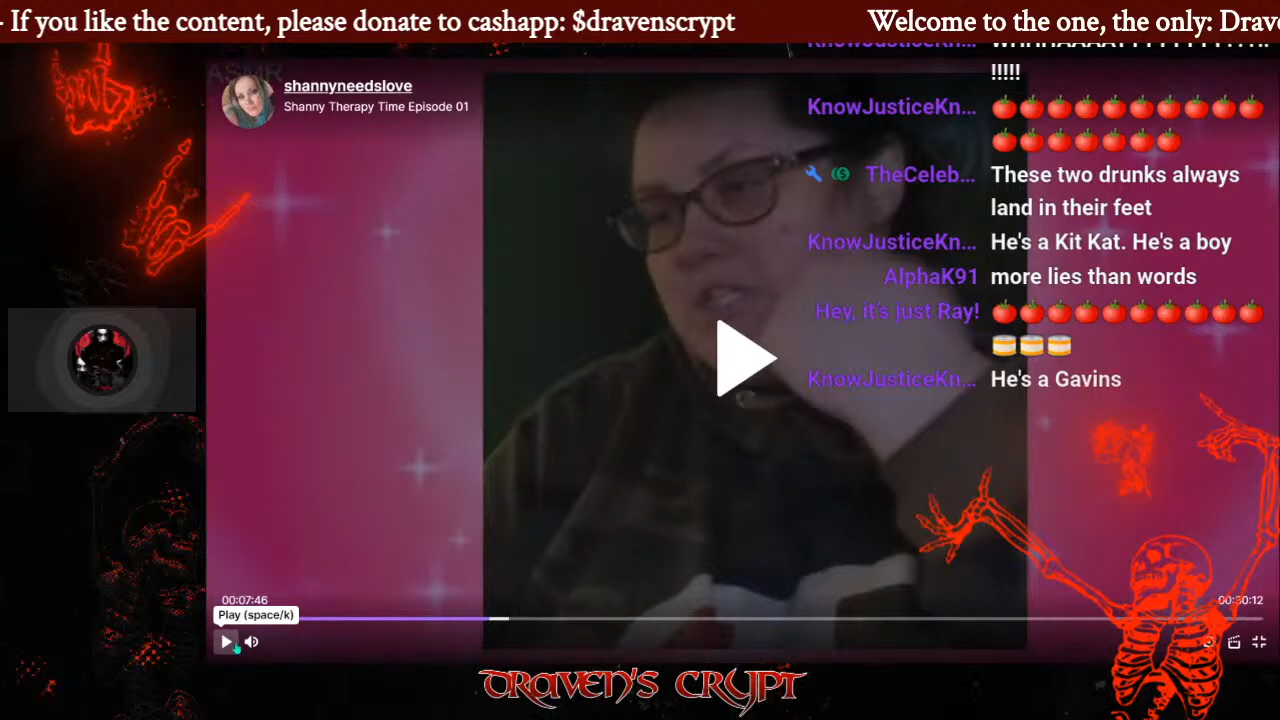 - If you like the content, please donate to cashapp: $dravenscrypt
Welcome to the one, the only: Drave
ASMR
shannyneedslove
Shanny Therapy Time Episode 01
!!!!!
KnowJusticeKn...
TheCeleb... These two drunks always
land in their feet
KnowJusticeKn... He's a Kit Kat. He's a boy
AlphaK91 more lies than words
Hey, it's just Ray!
KnowJusticeKn... He's a Gavins
00:07:46
00:30:12
Play (space/k)
DRAVEN'S CRYPT